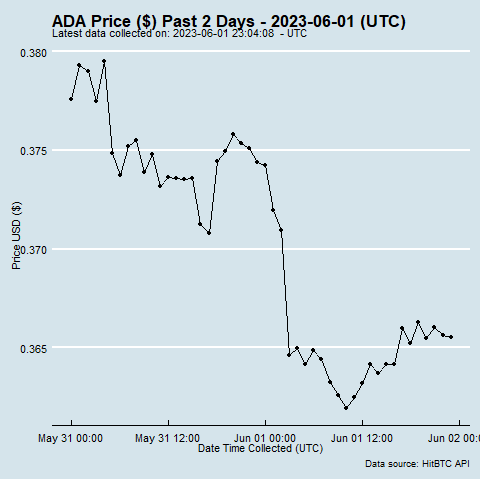 ADA Price ($) Past 2 Days - 2023-06-01 (UTC)
Latest data collected on: 2023-06-01 23:04:08 - UTC
0.380
0.375
0.370
0.365
Price USD ($)
May 31 00:00 May 31 12:00 Jun 01 00:00 Jun 01 12:00 Jun 02 00:
Date Time Collected (UTC)
Data source: HitBTC API